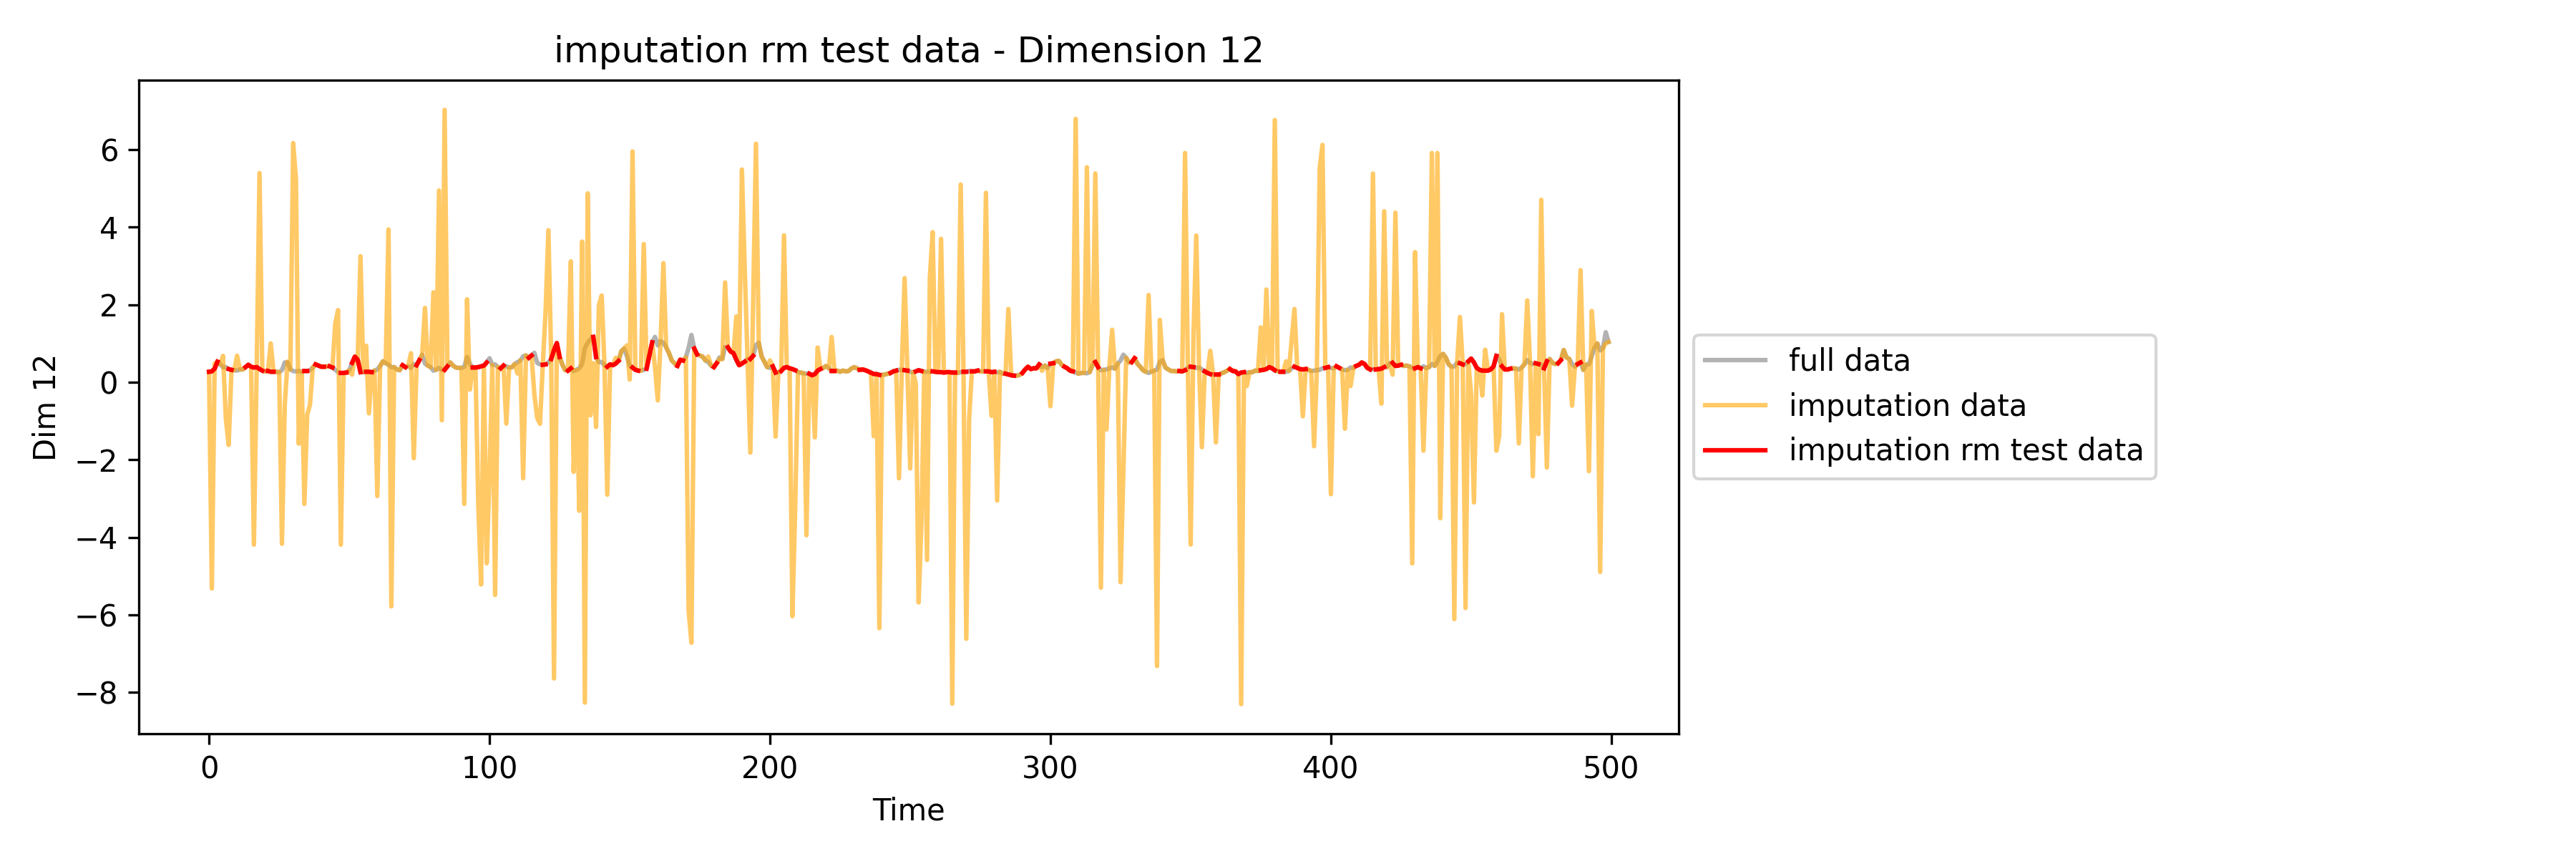 imputation rm test data - Dimension 12
Dim 12
6
4
2
0
−2
−4
−6
−8
0 100 200 300 400 500
Time
full data
imputation data
imputation rm test data